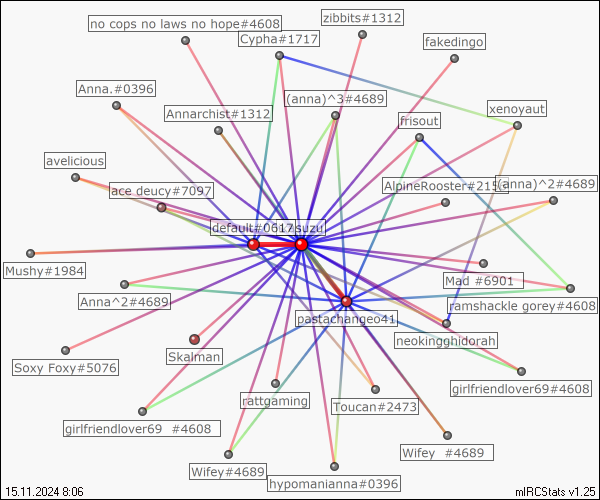 no cops no laws no hope#4608
zibbits#1312
Cypha#1717
fakedingo
Anna.#0396
(anna)^3#4689
xenoyaut
Annarchist#1312
frisout
avelicious
ace deucy#7097
AlpineRooster#215
(anna)^2#4689
default#0617
suzu
Mushy#1984
Mad #6901
Anna^2#4689
ramshackle gorey#4608
pastachangeo41
neokingghidorah
Skalman
Soxy Foxy#5076
girlfriendlover69#4608
rattgaming
Toucan#2473
girlfriendlover69 #4608
Wifey #4689
Wifey#4689
hypomanianna#0396
15.11.2024 8:06
mIRCStats v1.25